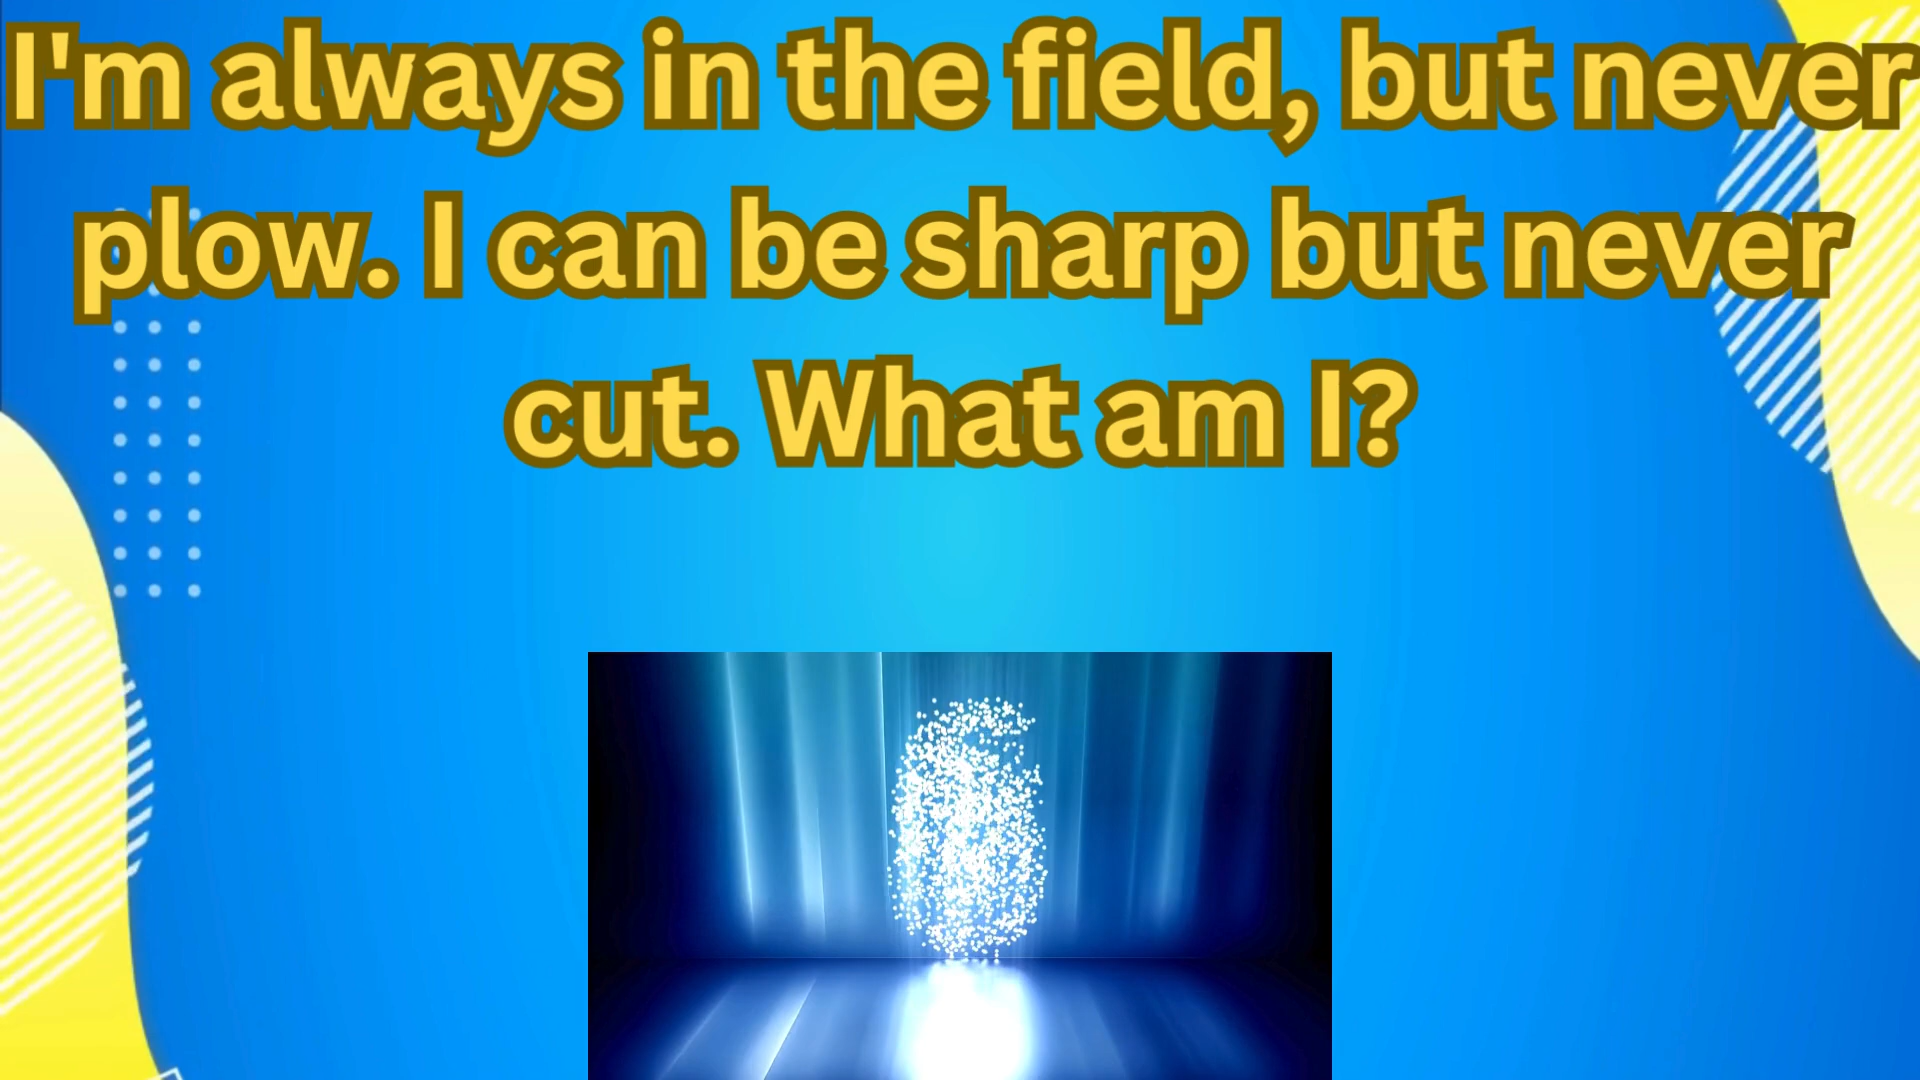 I'm always in the field, but never
plow. I can be sharp but never
cut. What am I?